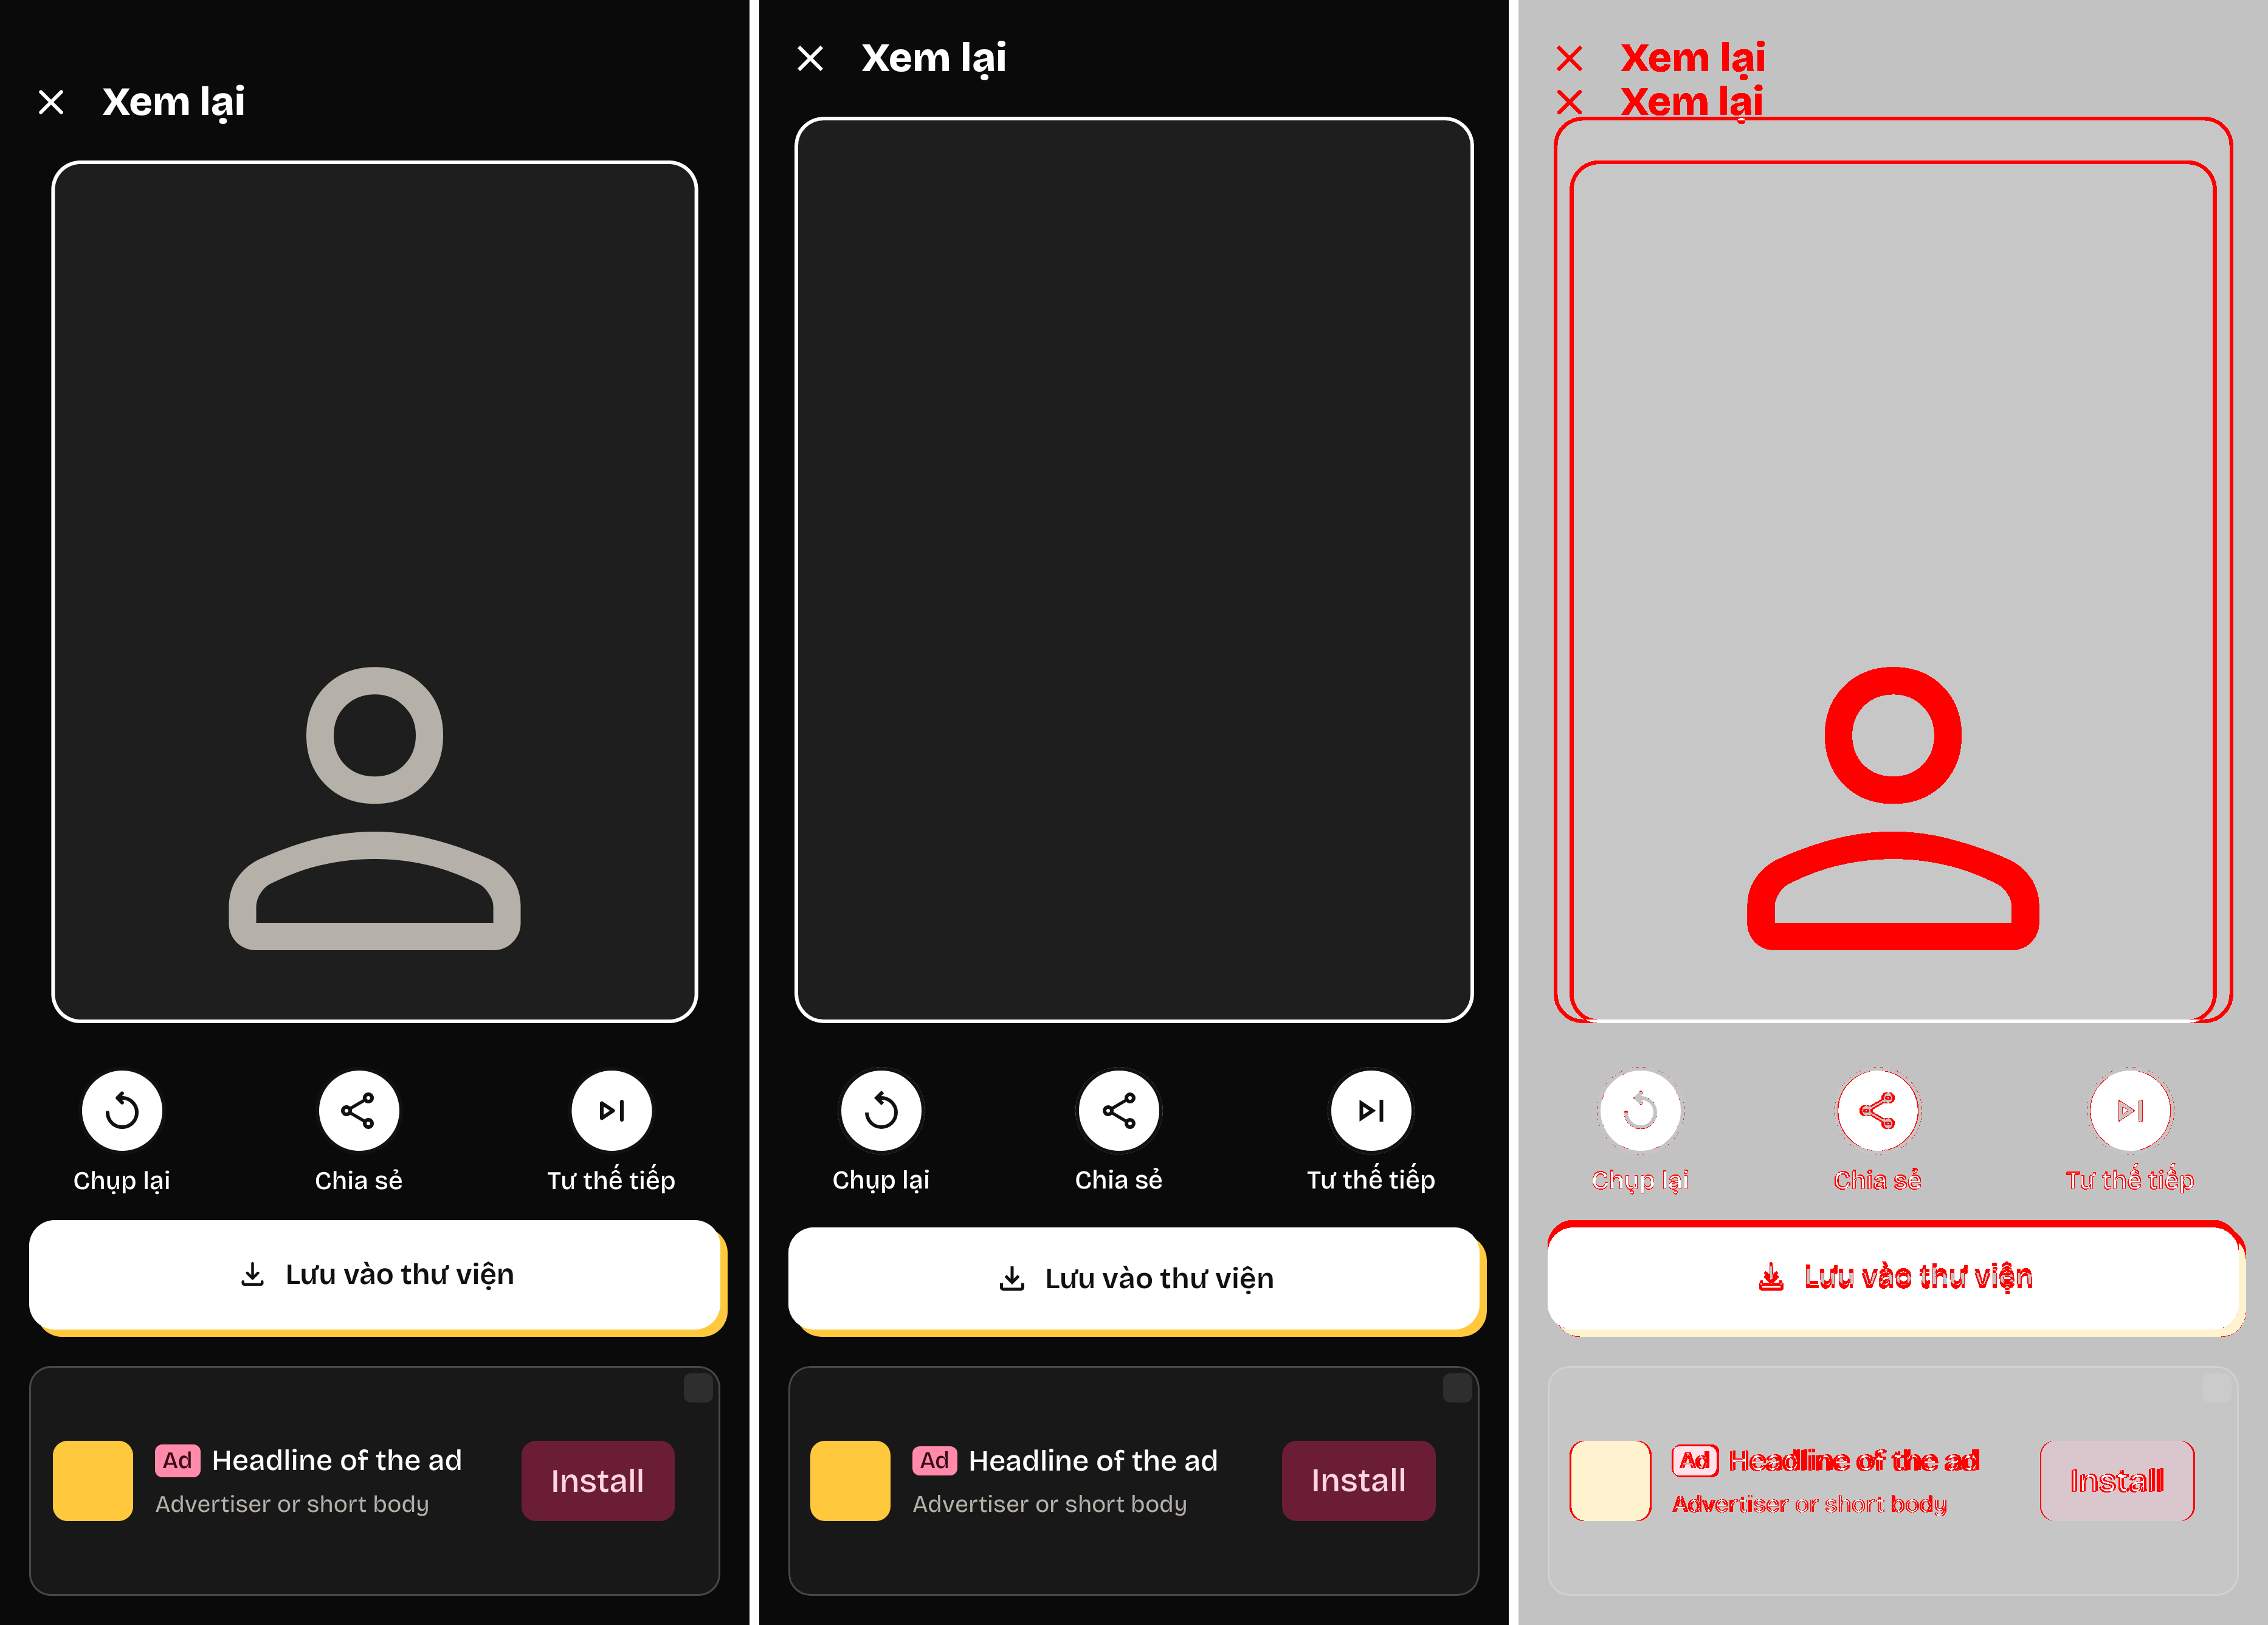 Xem lại
Chụp lại
Chia sẻ
Tư thế tiếp
Lưu vào thư viện
Ad Headline of the ad
Advertiser or short body
Install
Xem lại
Chụp lại
Chia sẻ
Tư thế tiếp
Lưu vào thư viện
Ad Headline of the ad
Advertiser or short body
Install
Xem lại
Xem lại
Chụp lại
Chia sẻ
Tư thế tiếp
Lưu vào thư viện
Ad Headline of the ad
Advertiser or short body
Install